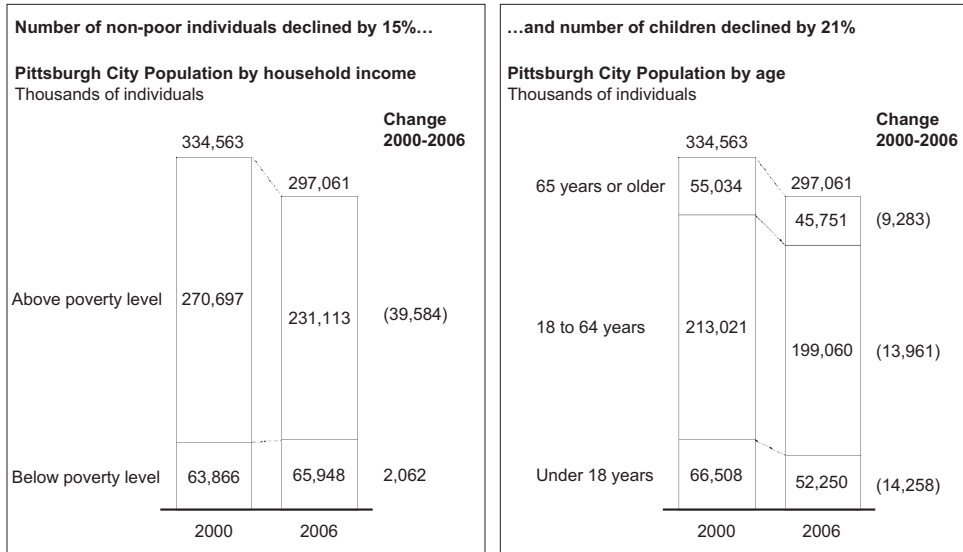 Number of non-poor individuals declined by 15%…
Pittsburgh City Population by household income
Thousands of individuals
Change
2000-2006
334,563
297,061
Above poverty level
270,697
231,113
(39,584)
Below poverty level
63,866
65,948
2,062
2000
2006
…and number of children declined by 21%
Pittsburgh City Population by age
Thousands of individuals
Change
2000-2006
334,563
297,061
65 years or older
55,034
45,751
(9,283)
18 to 64 years
213,021
199,060
(13,961)
Under 18 years
66,508
52,250
(14,258)
2000
2006